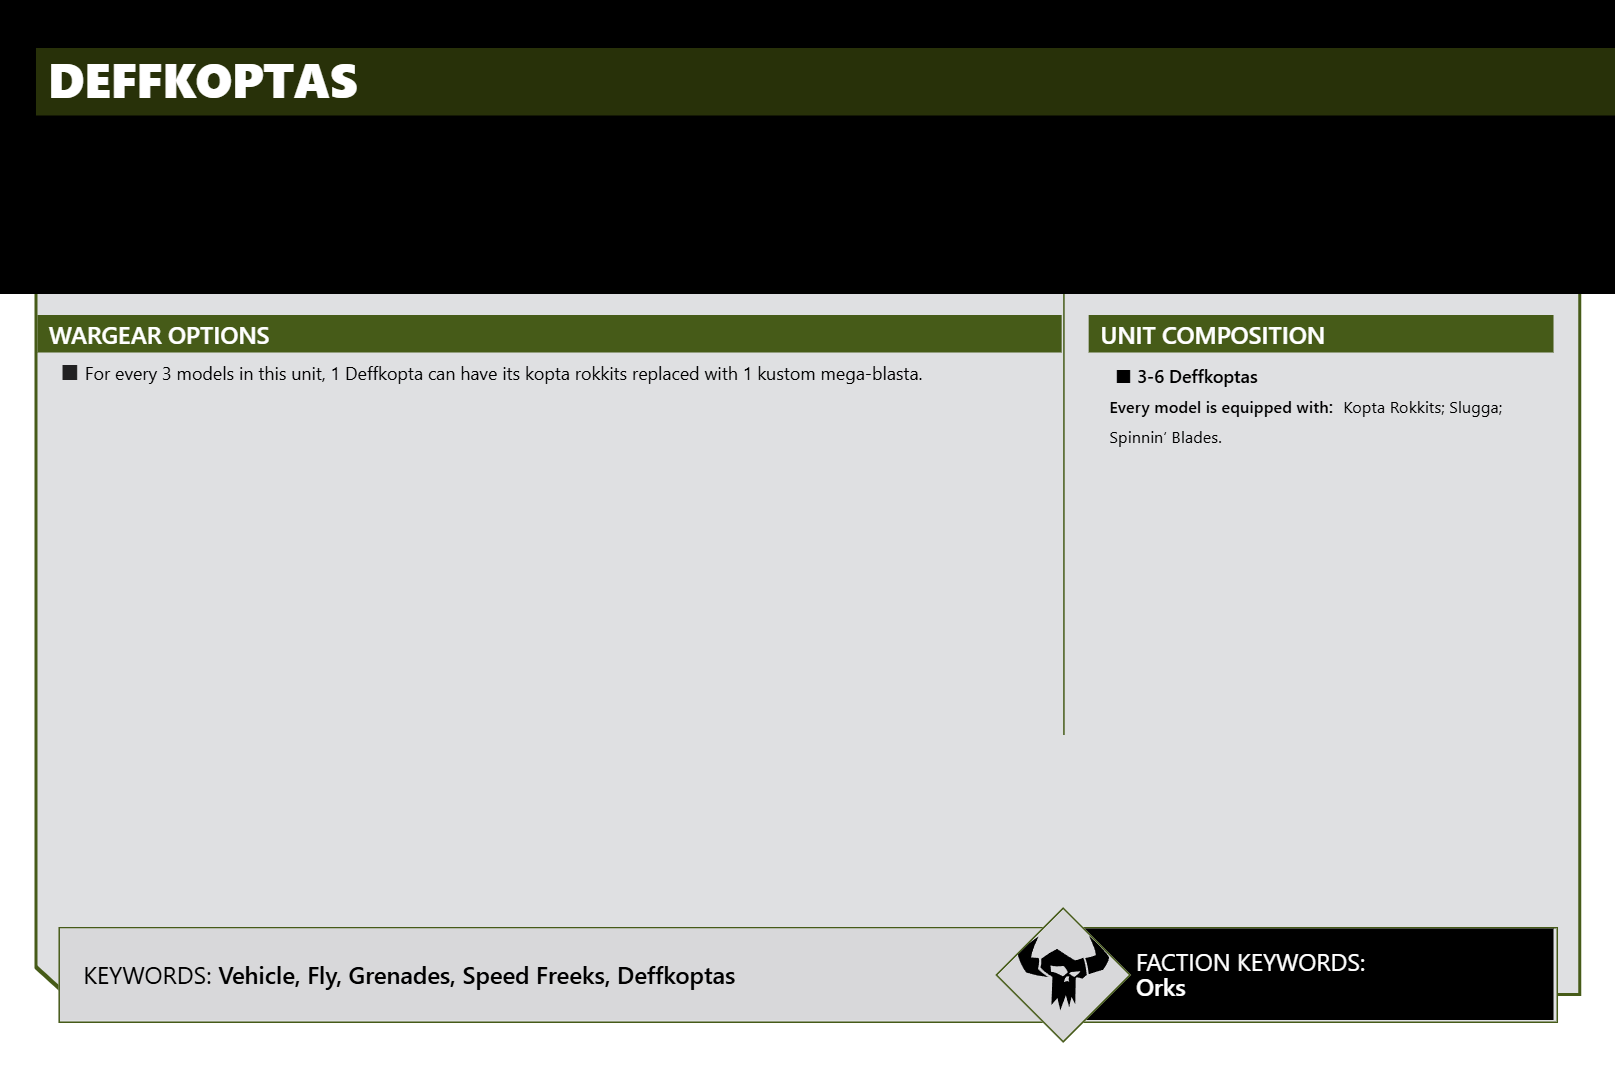 DEFFKOPTAS
WARGEAR OPTIONS
■ For every 3 models in this unit, 1 Deffkopta can have its kopta rokkits replaced with 1 kustom mega-blasta.
UNIT COMPOSITION
■ 3-6 Deffkoptas
Every model is equipped with: Kopta Rokkits; Slugga;
Spinnin’ Blades.
KEYWORDS: Vehicle, Fly, Grenades, Speed Freeks, Deffkoptas
FACTION KEYWORDS:
Orks